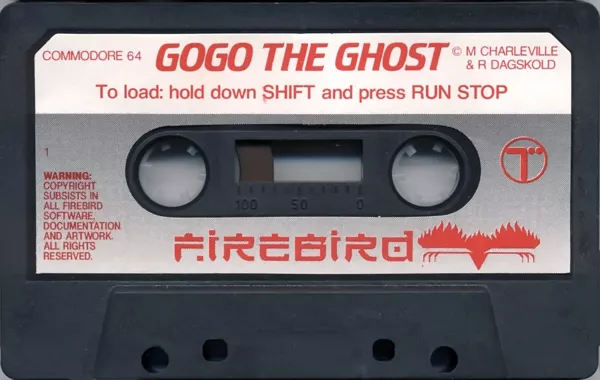 COMMODORE 64
GOGO THE GHOST
© M CHARLEVILLE
& R DAGSKOLD
To load: hold down SHIFT and press RUN STOP
1
WARNING:
COPYRIGHT
SUBSISTS IN
ALL FIREBIRD
SOFTWARE,
DOCUMENTATION
AND ARTWORK.
ALL RIGHTS
RESERVED.
100 50 0
T
FIREBIRD